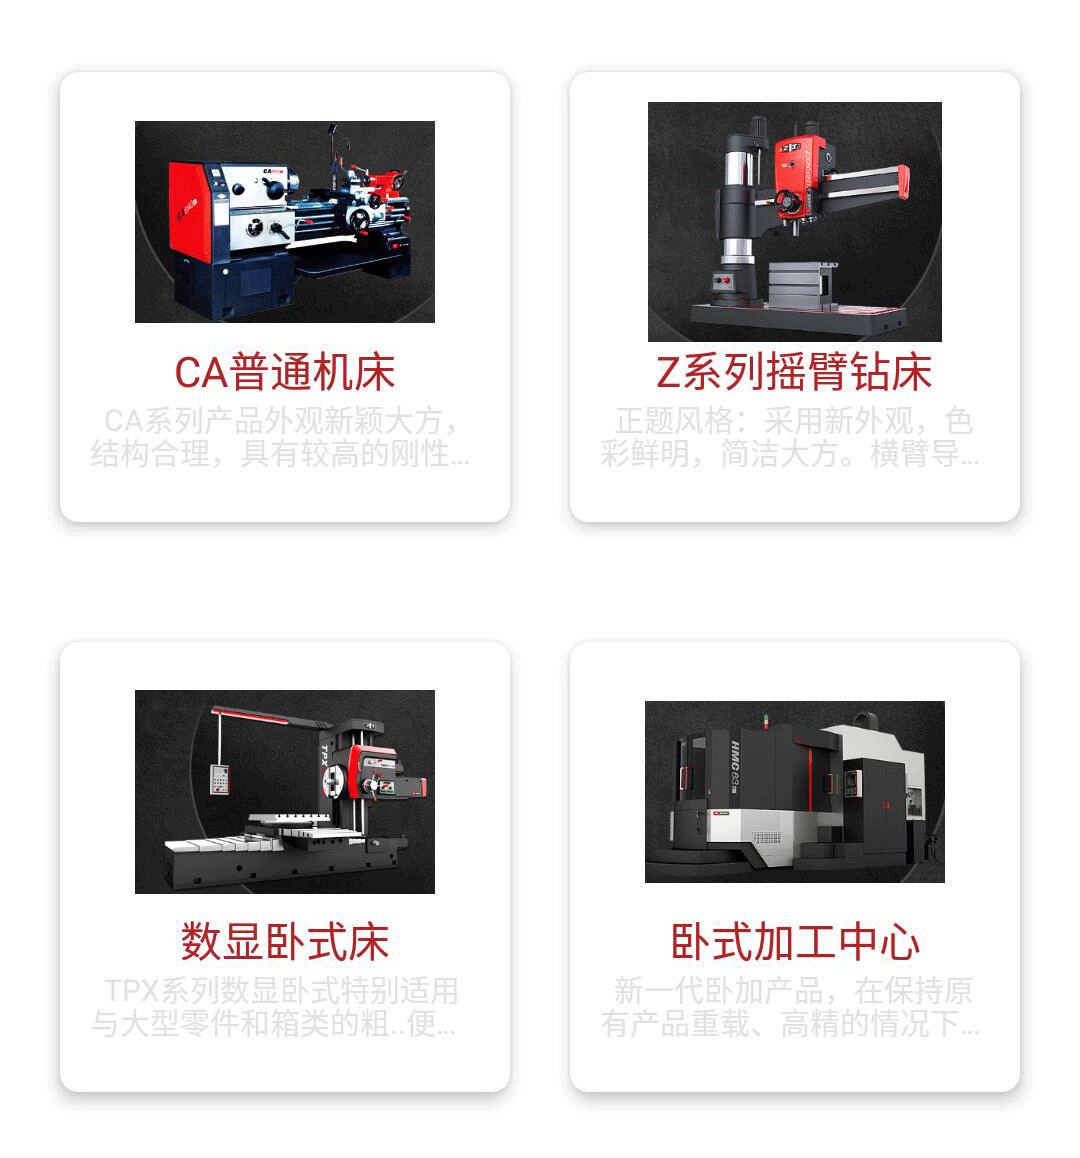 CA普通机床
CA系列产品外观新颖大方，
结构合理，具有较高的刚性...
Z系列摇臂钻床
正题风格：采用新外观，色
彩鲜明，简洁大方。横臂导...
TPX
数显卧式床
TPX系列数显卧式特别适用
与大型零件和箱类的粗..便...
HMC 63
卧式加工中心
新一代卧加产品，在保持原
有产品重载、高精的情况下...